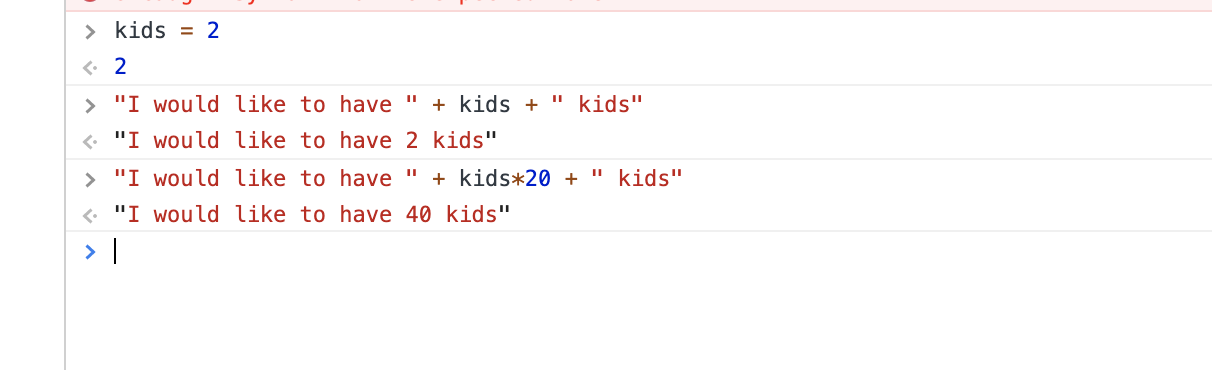 > kids = 2
<· 2
> "I would like to have " + kids + " kids"
<· "I would like to have 2 kids"
> "I would like to have " + kids*20 + " kids"
<· "I would like to have 40 kids"
>